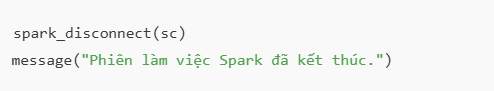 spark_disconnect(sc)
message("Phiên làm việc Spark đã kết thúc.")